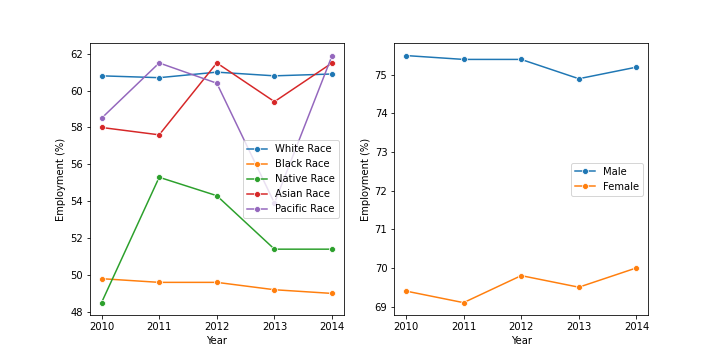 62
60
58
56
54
52
50
48
Employment (%)
2010
2011
2012
2013
2014
Year
White Race
Black Race
Native Race
Asian Race
Pacific Race
75
74
73
72
71
70
69
Employment (%)
2010
2011
2012
2013
2014
Year
Male
Female